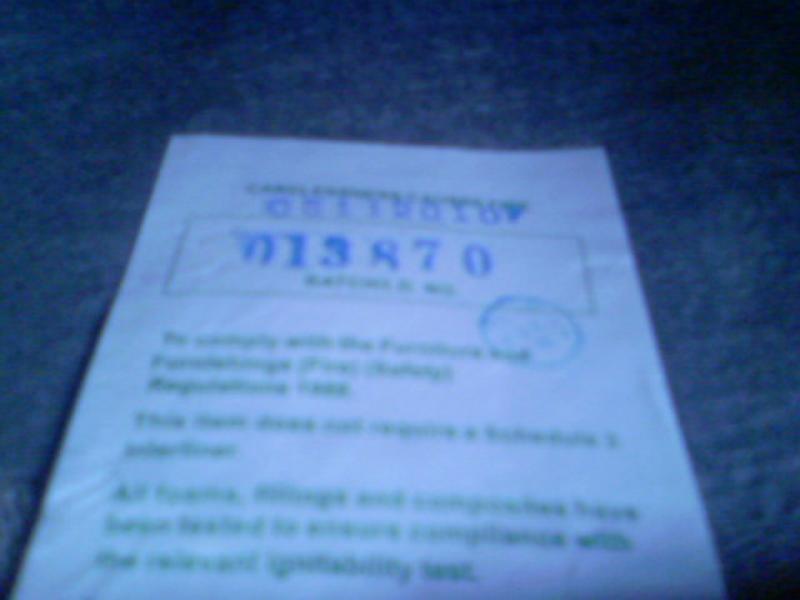 013870
BATCH/I.D. NO.
To comply with the Furniture and
Furnishings (Fire) (Safety)
Regulations 1988.
This item does not require a Schedule 3
interliner.
All foams, fillings and composites have
been tested to ensure compliance with
the relevant ignitability test.